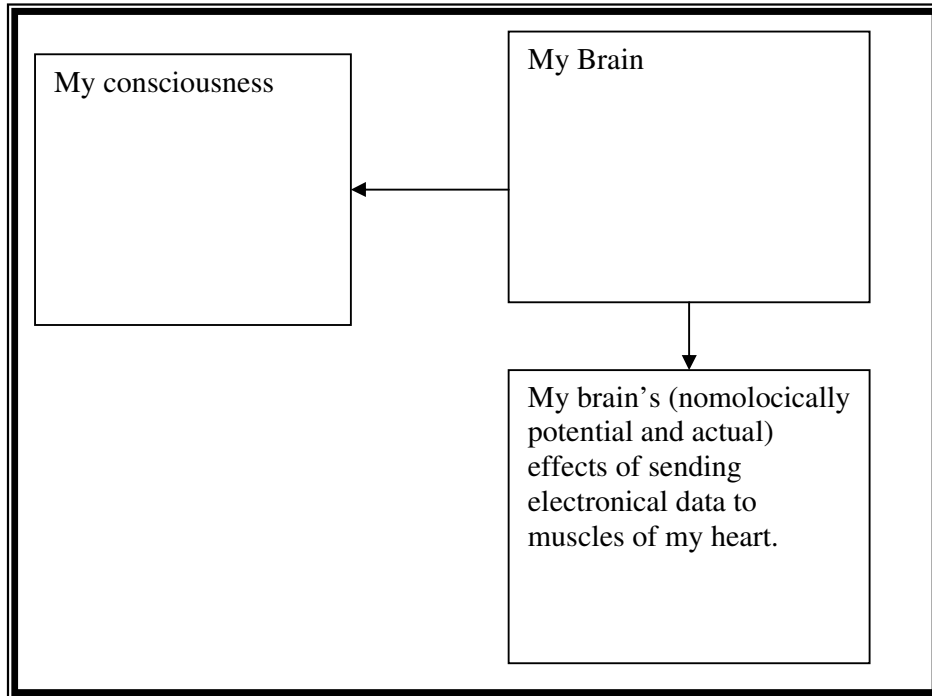 My consciousness
My Brain
My brain’s (nomolocically
potential and actual)
effects of sending
electronical data to
muscles of my heart.